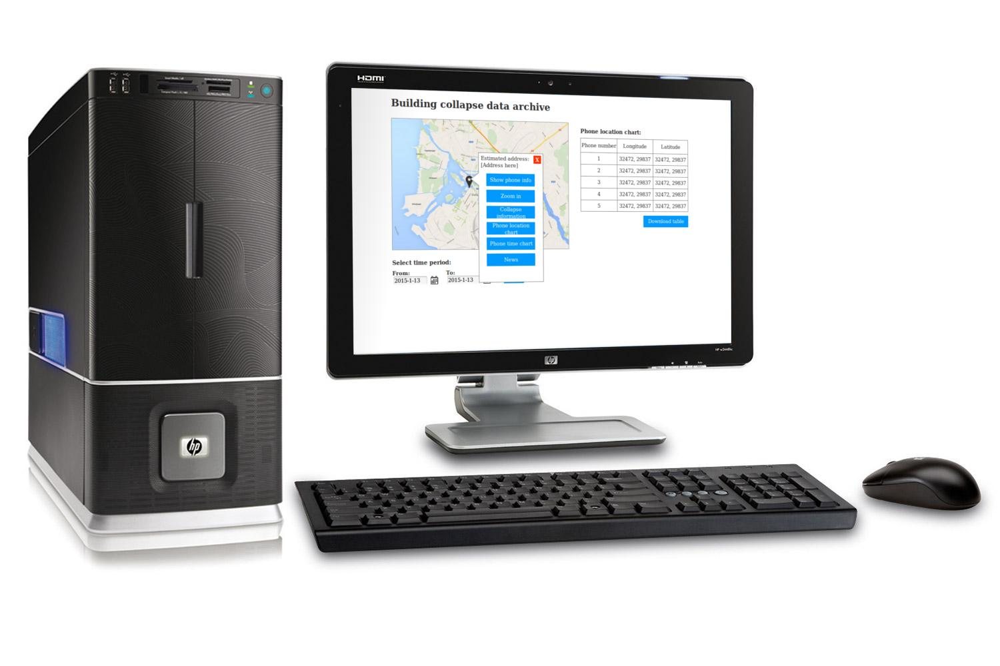 HDMI
Building collapse data archive
Estimated address:
[Address here]
X
Show phone info
Zoom in
Collapse
information
Phone location
chart
Phone time chart
News
Select time period:
From:
To:
2015-1-13
2015-1-13
Phone location chart:
Phone number Longitude Latitude
1 32472, 29837 32472, 29837
2 32472, 29837 32472, 29837
3 32472, 29837 32472, 29837
4 32472, 29837 32472, 29837
5 32472, 29837 32472, 29837
Download table
hp
hp